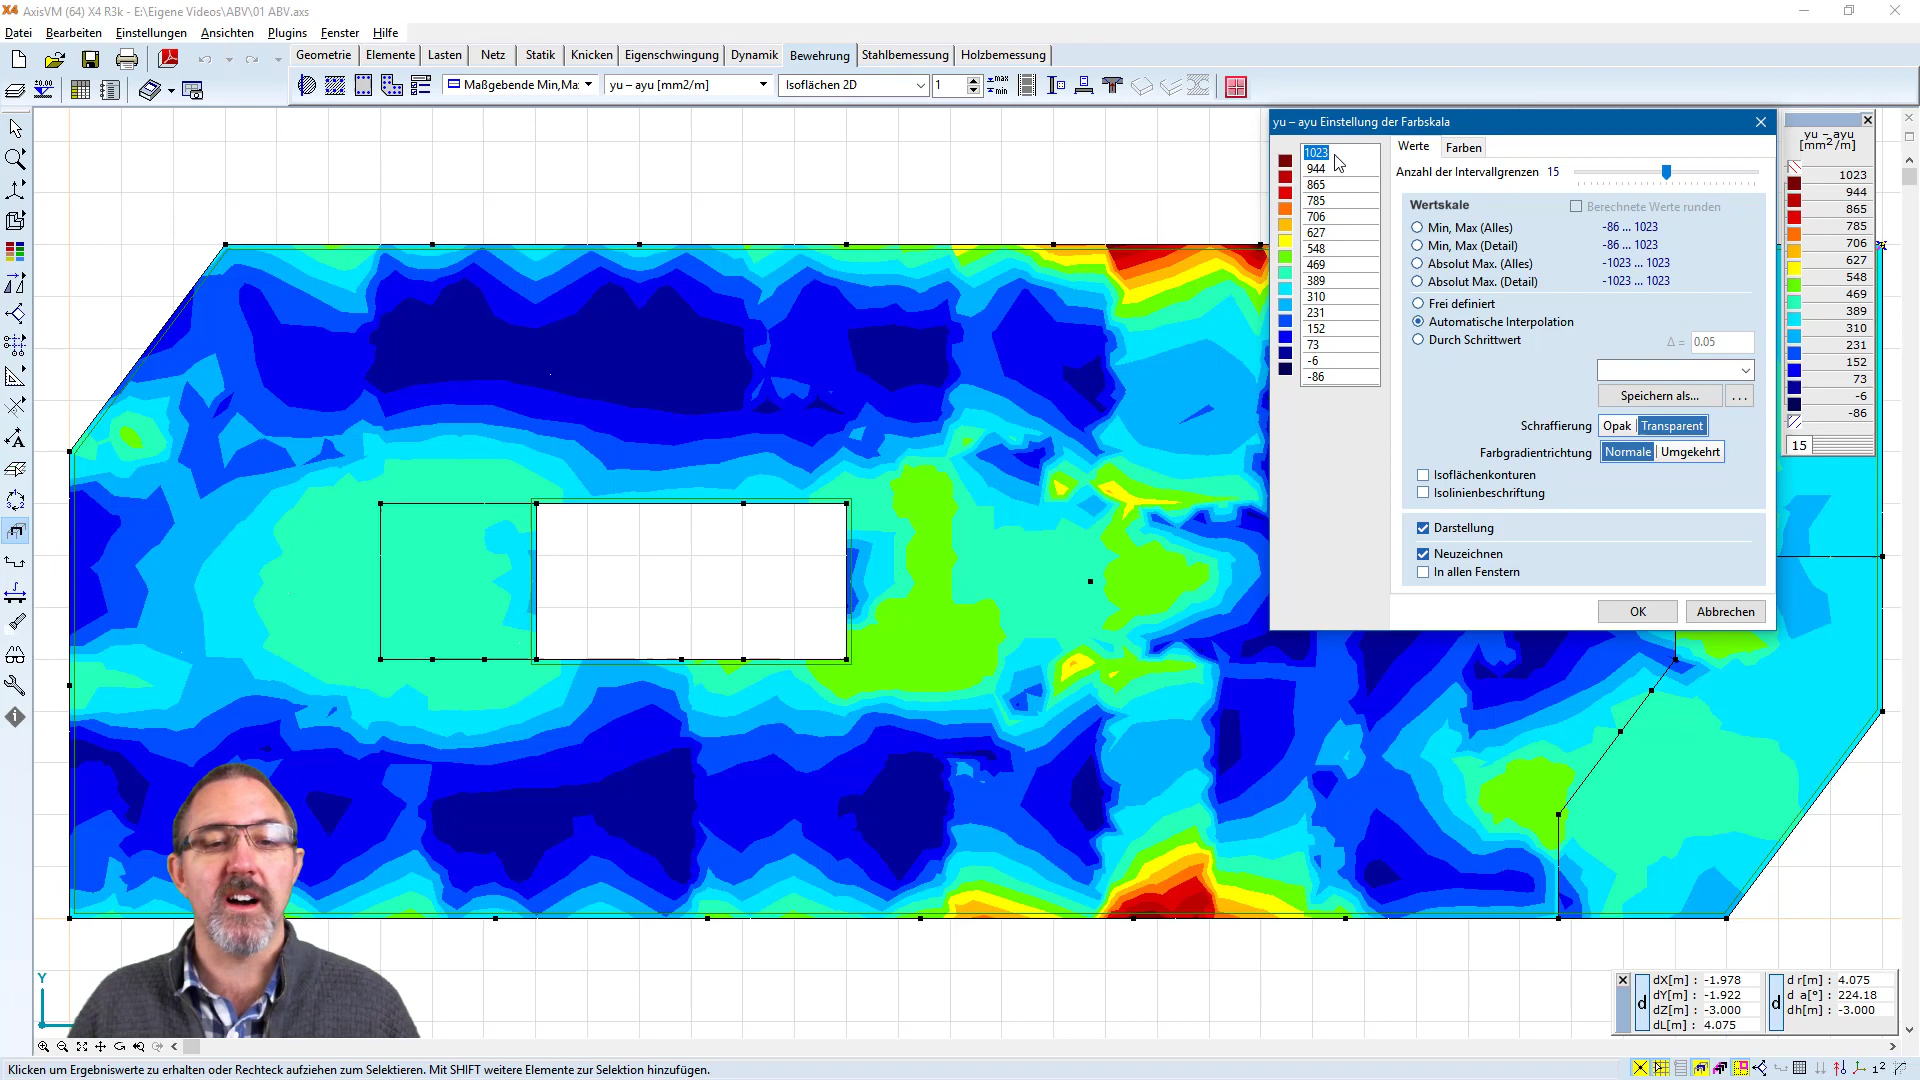 AxisVM (64) X4 R3k - E:\Eigene Videos\ABV\01 ABV.axs
Datei Bearbeiten Einstellungen Ansichten Plugins Fenster Hilfe
Geometrie Elemente Lasten Netz Statik Knicken Eigenschwingung Dynamik Bewehrung Stahlbemessung Holzbemessung
Maßgebende Min,Ma: yu – ayu [mm2/m] Isoflächen 2D 1 max min
yu – ayu Einstellung der Farbskala
1023
944
865
785
706
627
548
469
389
310
231
152
73
-6
-86
Werte Farben
Anzahl der Intervallgrenzen 15
Wertskale Berechnete Werte runden
Min, Max (Alles) -86 ... 1023
Min, Max (Detail) -86 ... 1023
Absolut Max. (Alles) -1023 ... 1023
Absolut Max. (Detail) -1023 ... 1023
Frei definiert
Automatische Interpolation
Durch Schrittwert Δ = 0.05
Speichern als... ...
Schraffierung Opak Transparent
Farbgradientrichtung Normale Umgekehrt
Isoflächenkonturen
Isolinienbeschriftung
Darstellung
Neuzeichnen
In allen Fenstern
OK Abbrechen
yu – ayu
[mm²/m]
1023
944
865
785
706
627
548
469
389
310
231
152
73
-6
-86
15
Y
dX[m] : -1.978
dY[m] : -1.922
dZ[m] : -3.000
dL[m] : 4.075
d r[m] : 4.075
d a[°] : 224.18
dh[m] : -3.000
d d
Klicken um Ergebniswerte zu erhalten oder Rechteck aufziehen zum Selektieren. Mit SHIFT weitere Elemente zur Selektion hinzufügen.